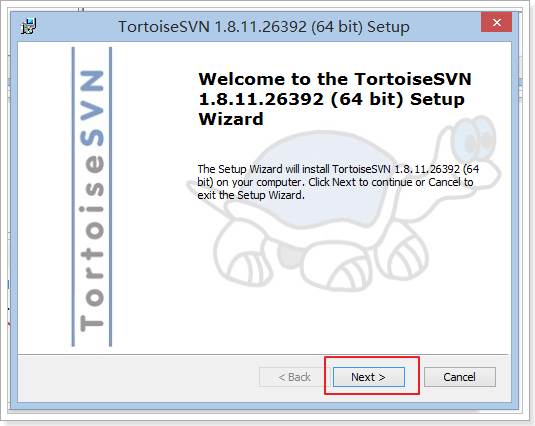 TortoiseSVN 1.8.11.26392 (64 bit) Setup
TortoiseSVN
Welcome to the TortoiseSVN
1.8.11.26392 (64 bit) Setup
Wizard
The Setup Wizard will install TortoiseSVN 1.8.11.26392 (64
bit) on your computer. Click Next to continue or Cancel to
exit the Setup Wizard.
< Back
Next >
Cancel